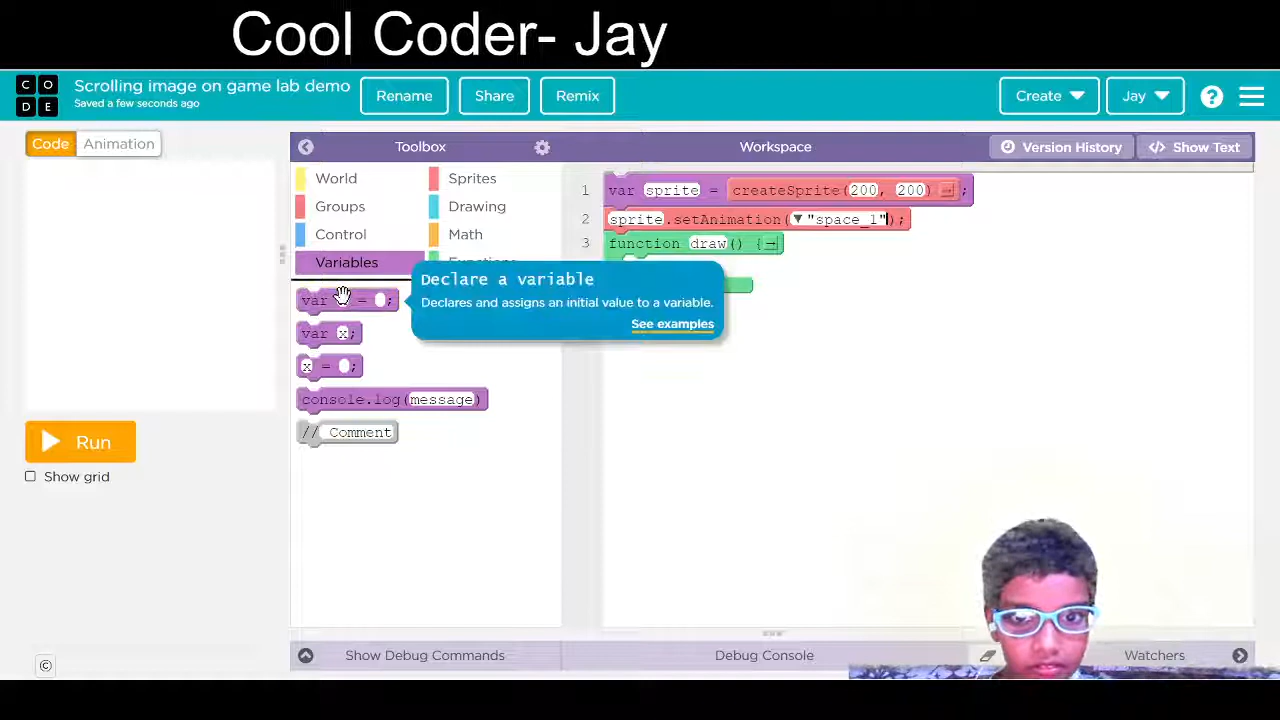 Cool Coder- Jay
C O
D E
Scrolling image on game lab demo
Saved a few seconds ago
Rename
Share
Remix
Create
Jay
?
Code
Animation
Toolbox
Workspace
Version History
</> Show Text
World
Sprites
Groups
Drawing
Control
Math
Variables
1 var sprite = createSprite(200, 200) ;
2 sprite.setAnimation( "space_1");
3 function draw() {
Declare a variable
Declares and assigns an initial value to a variable.
See examples
var = ;
var x;
x = ;
console.log(message)
// Comment
Run
Show grid
©
Show Debug Commands
Debug Console
Watchers